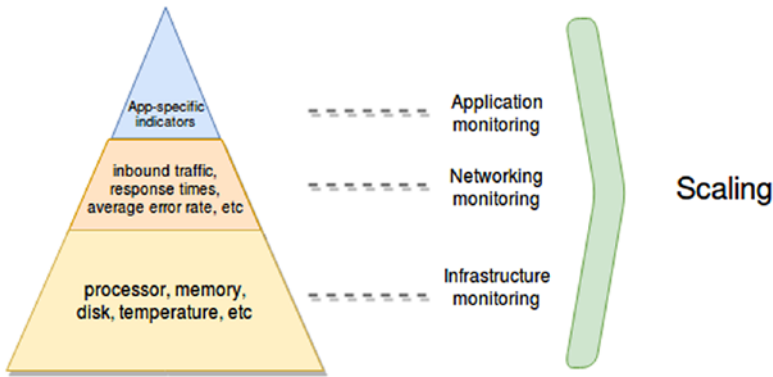 App-specific
indicators
Application
monitoring
inbound traffic,
response times,
average error rate, etc
Networking
monitoring
Scaling
processor, memory,
disk, temperature, etc
Infrastructure
monitoring